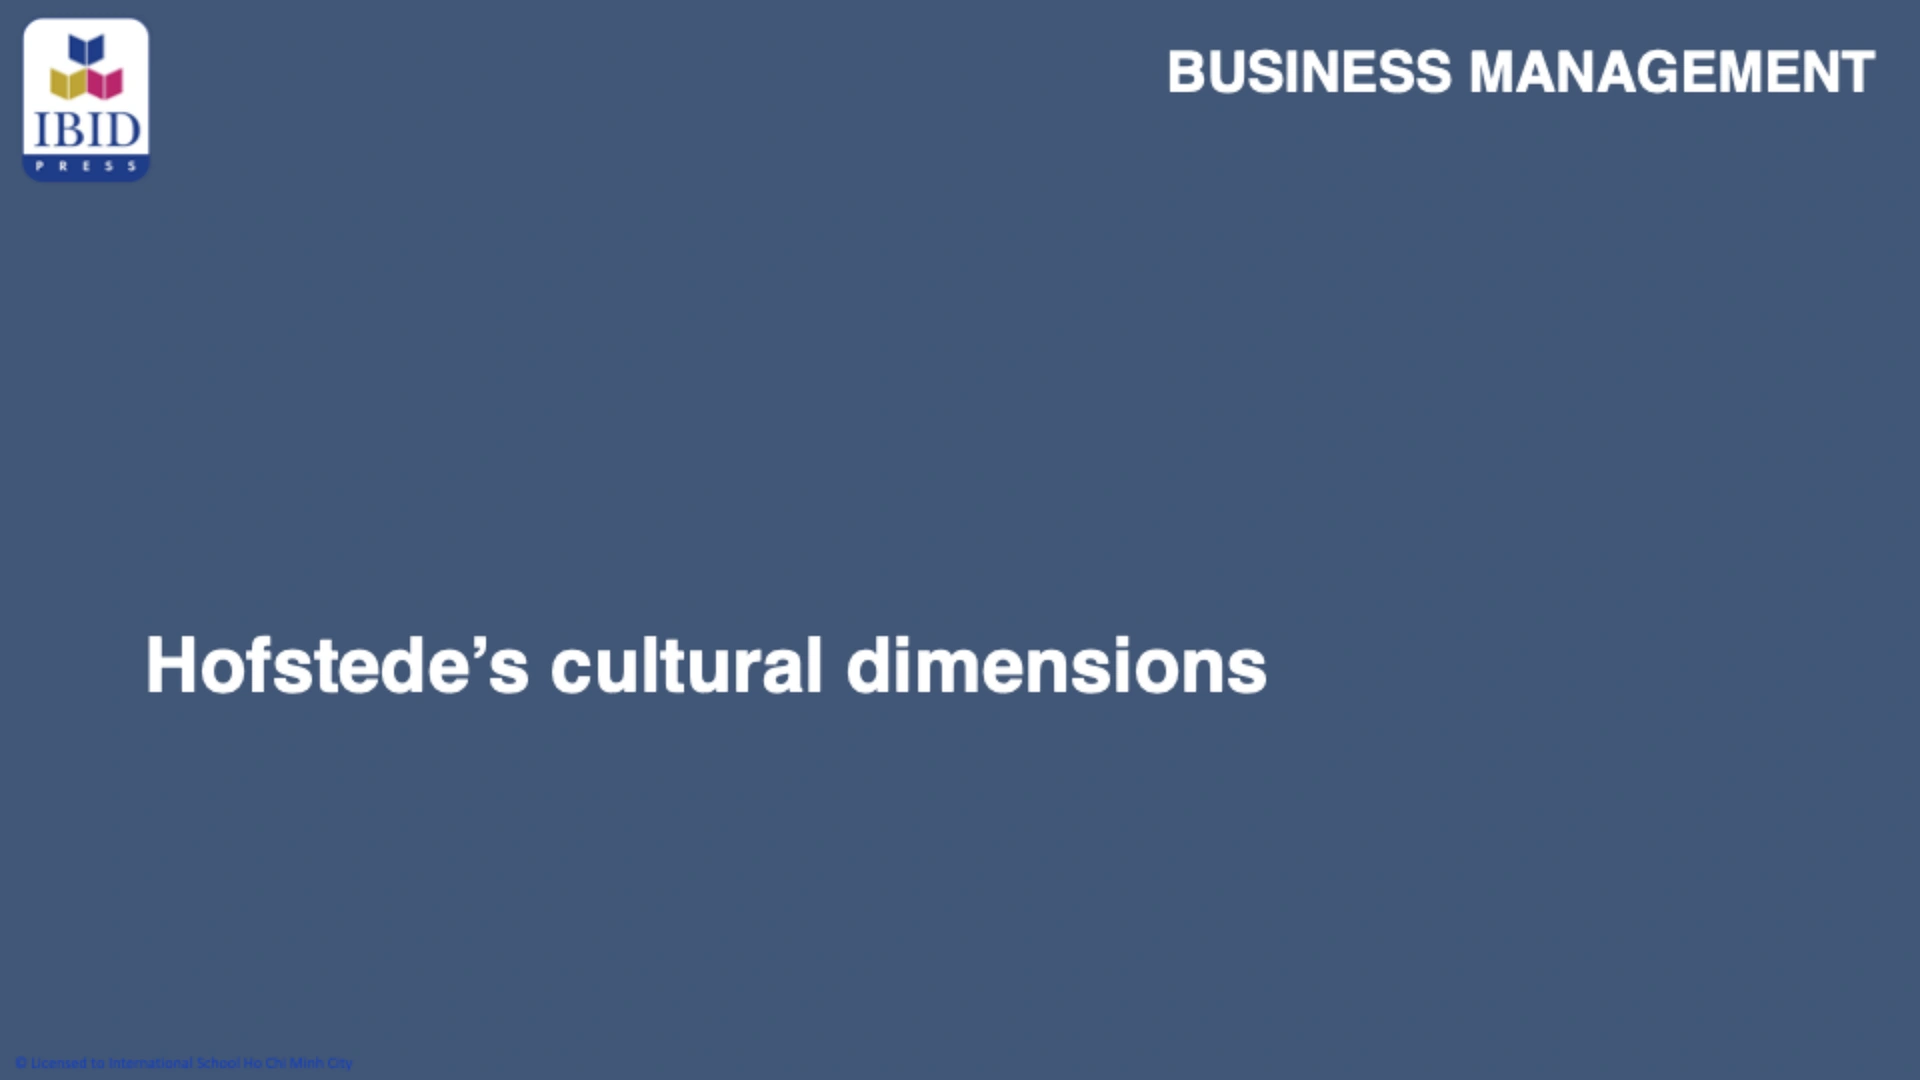 IBID
PRESS
BUSINESS MANAGEMENT
Hofstede’s cultural dimensions
© Licensed to International School Ho Chi Minh City